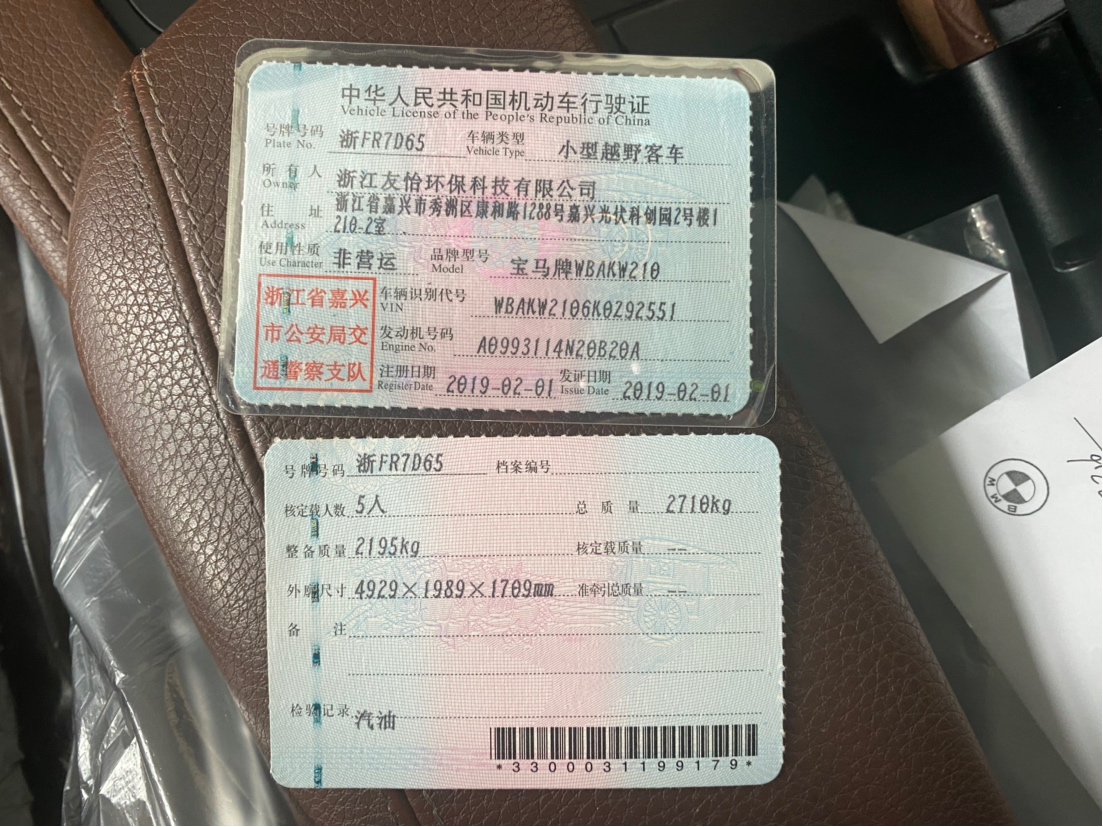 中华人民共和国机动车行驶证
Vehicle License of the People's Republic of China
号牌号码 浙FR7D65 车辆类型 小型越野客车
Plate No. Vehicle Type
所有人 浙江友怡环保科技有限公司
Owner
住址 浙江省嘉兴市秀洲区康和路1288号嘉兴光伏科创园2号楼1
Address 210-2室
使用性质 非营运 品牌型号 宝马牌WBAKW210
Use Character Model
浙江省嘉兴 车辆识别代号 WBAKW2106K0292551
VIN
市公安局交 发动机号码 A0993114N20B20A
Engine No.
通警察支队 注册日期 2019-02-01 发证日期 2019-02-01
Register Date Issue Date
号牌号码 浙FR7D65 档案编号
核定载人数 5人 总质量 2710kg
整备质量 2195kg 核定载质量 --
外廓尺寸 4929×1989×1709mm 准牵引总质量 --
备注
检验记录 汽油
*3300031199179*
BMW